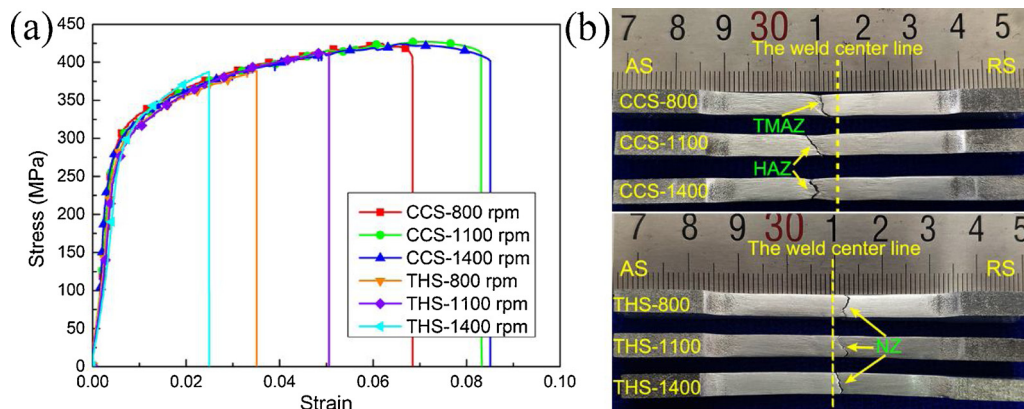 (a)
450
400
350
300
250
200
150
100
50
0
Stress (MPa)
0.00 0.02 0.04 0.06 0.08 0.10
Strain
CCS-800 rpm
CCS-1100 rpm
CCS-1400 rpm
THS-800 rpm
THS-1100 rpm
THS-1400 rpm
(b)
7 8 9 30 1 2 3 4 5
The weld center line
AS RS
CCS-800
TMAZ
CCS-1100
HAZ
CCS-1400
7 8 9 30 1 2 3 4 5
The weld center line
AS RS
THS-800
THS-1100 NZ
THS-1400